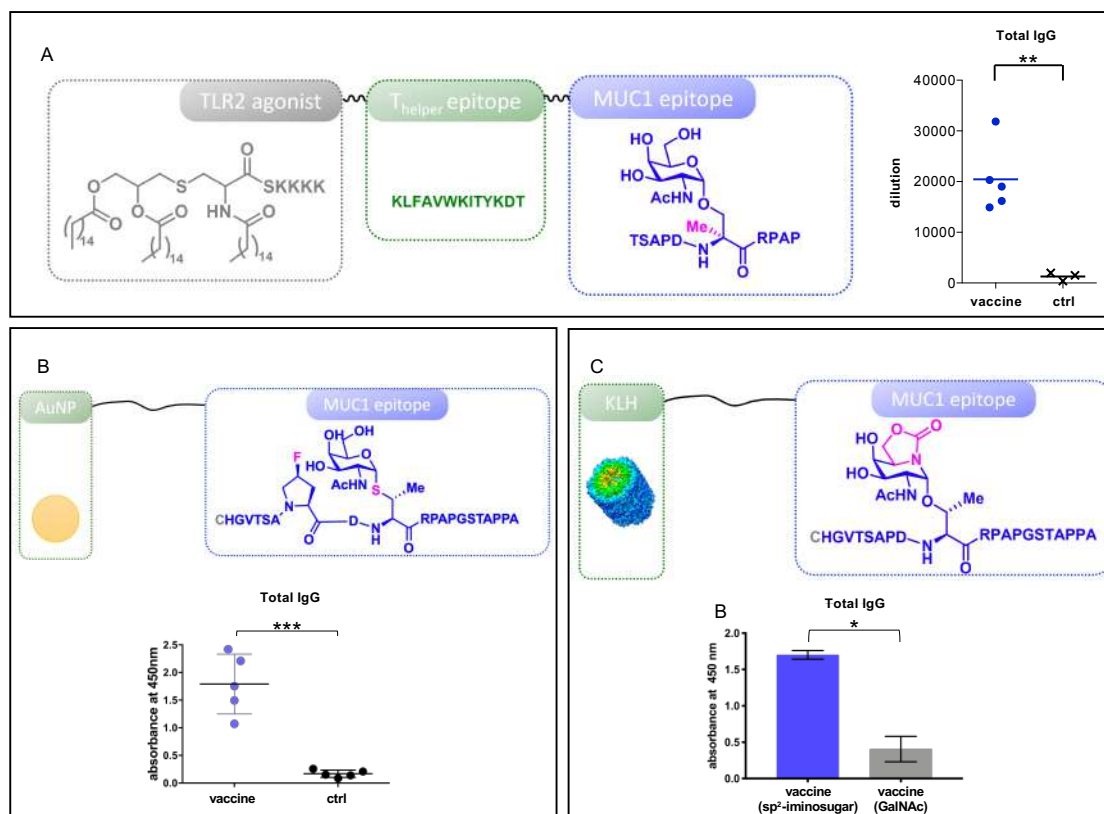 A
TLR2 agonist
Thelper epitope
MUC1 epitope
O
O
S
O
SKKKK
O
O
HN
O
14
14
14
KLFAVWKITYKDT
HO
OH
O
HO
AcHN
O
Me
TSAPD
N
H
O
RPAP
Total IgG
**
40000
30000
20000
10000
0
dilution
vaccine
ctrl
B
AuNP
MUC1 epitope
F
OH
OH
O
HO
AcHN
S
Me
N
CHGVTSA
O
D
N
H
O
RPAPGSTAPPA
Total IgG
***
2.5
2.0
1.5
1.0
0.5
0.0
absorbance at 450nm
vaccine
ctrl
C
KLH
MUC1 epitope
O
O
HO
N
HO
AcHN
O
Me
CHGVTSAPD
N
H
O
RPAPGSTAPPA
B
Total IgG
*
2.0
1.5
1.0
0.5
0.0
absorbance at 450 nm
vaccine
(sp²-iminosugar)
vaccine
(GalNAc)